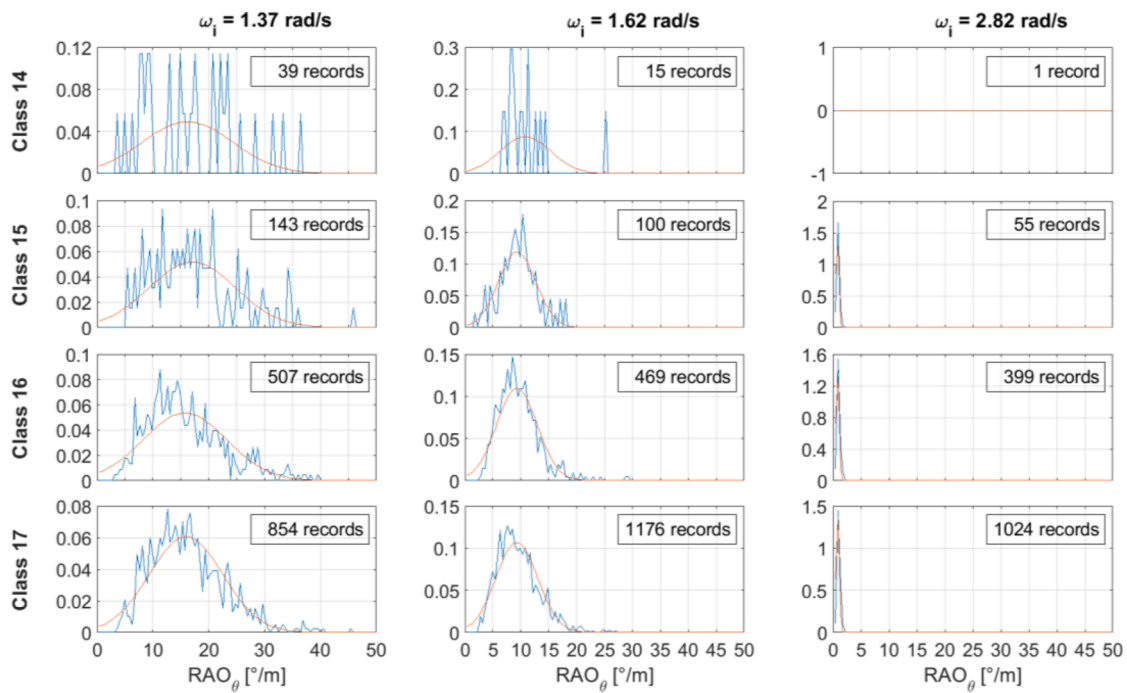 ω_i = 1.37 rad/s ω_i = 1.62 rad/s ω_i = 2.82 rad/s
Class 14
0.12
0.08
0.04
0
39 records
0.3
0.2
0.1
0
15 records
1
0
-1
1 record
Class 15
0.1
0.08
0.06
0.04
0.02
0
143 records
0.2
0.15
0.1
0.05
0
100 records
2
1.5
1
0.5
0
55 records
Class 16
0.1
0.08
0.06
0.04
0.02
0
507 records
0.15
0.1
0.05
0
469 records
1.6
1.2
0.8
0.4
0
399 records
Class 17
0.08
0.06
0.04
0.02
0
854 records
0.15
0.1
0.05
0
1176 records
1.5
1
0.5
0
1024 records
0 10 20 30 40 50
0 5 10 15 20 25 30 35 40 45 50
0 5 10 15 20 25 30 35 40 45 50
RAO_θ [°/m] RAO_θ [°/m] RAO_θ [°/m]